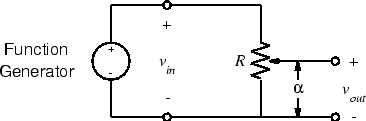 Function
Generator
+
-
+
v_in
-
R
α
+
v_out
-